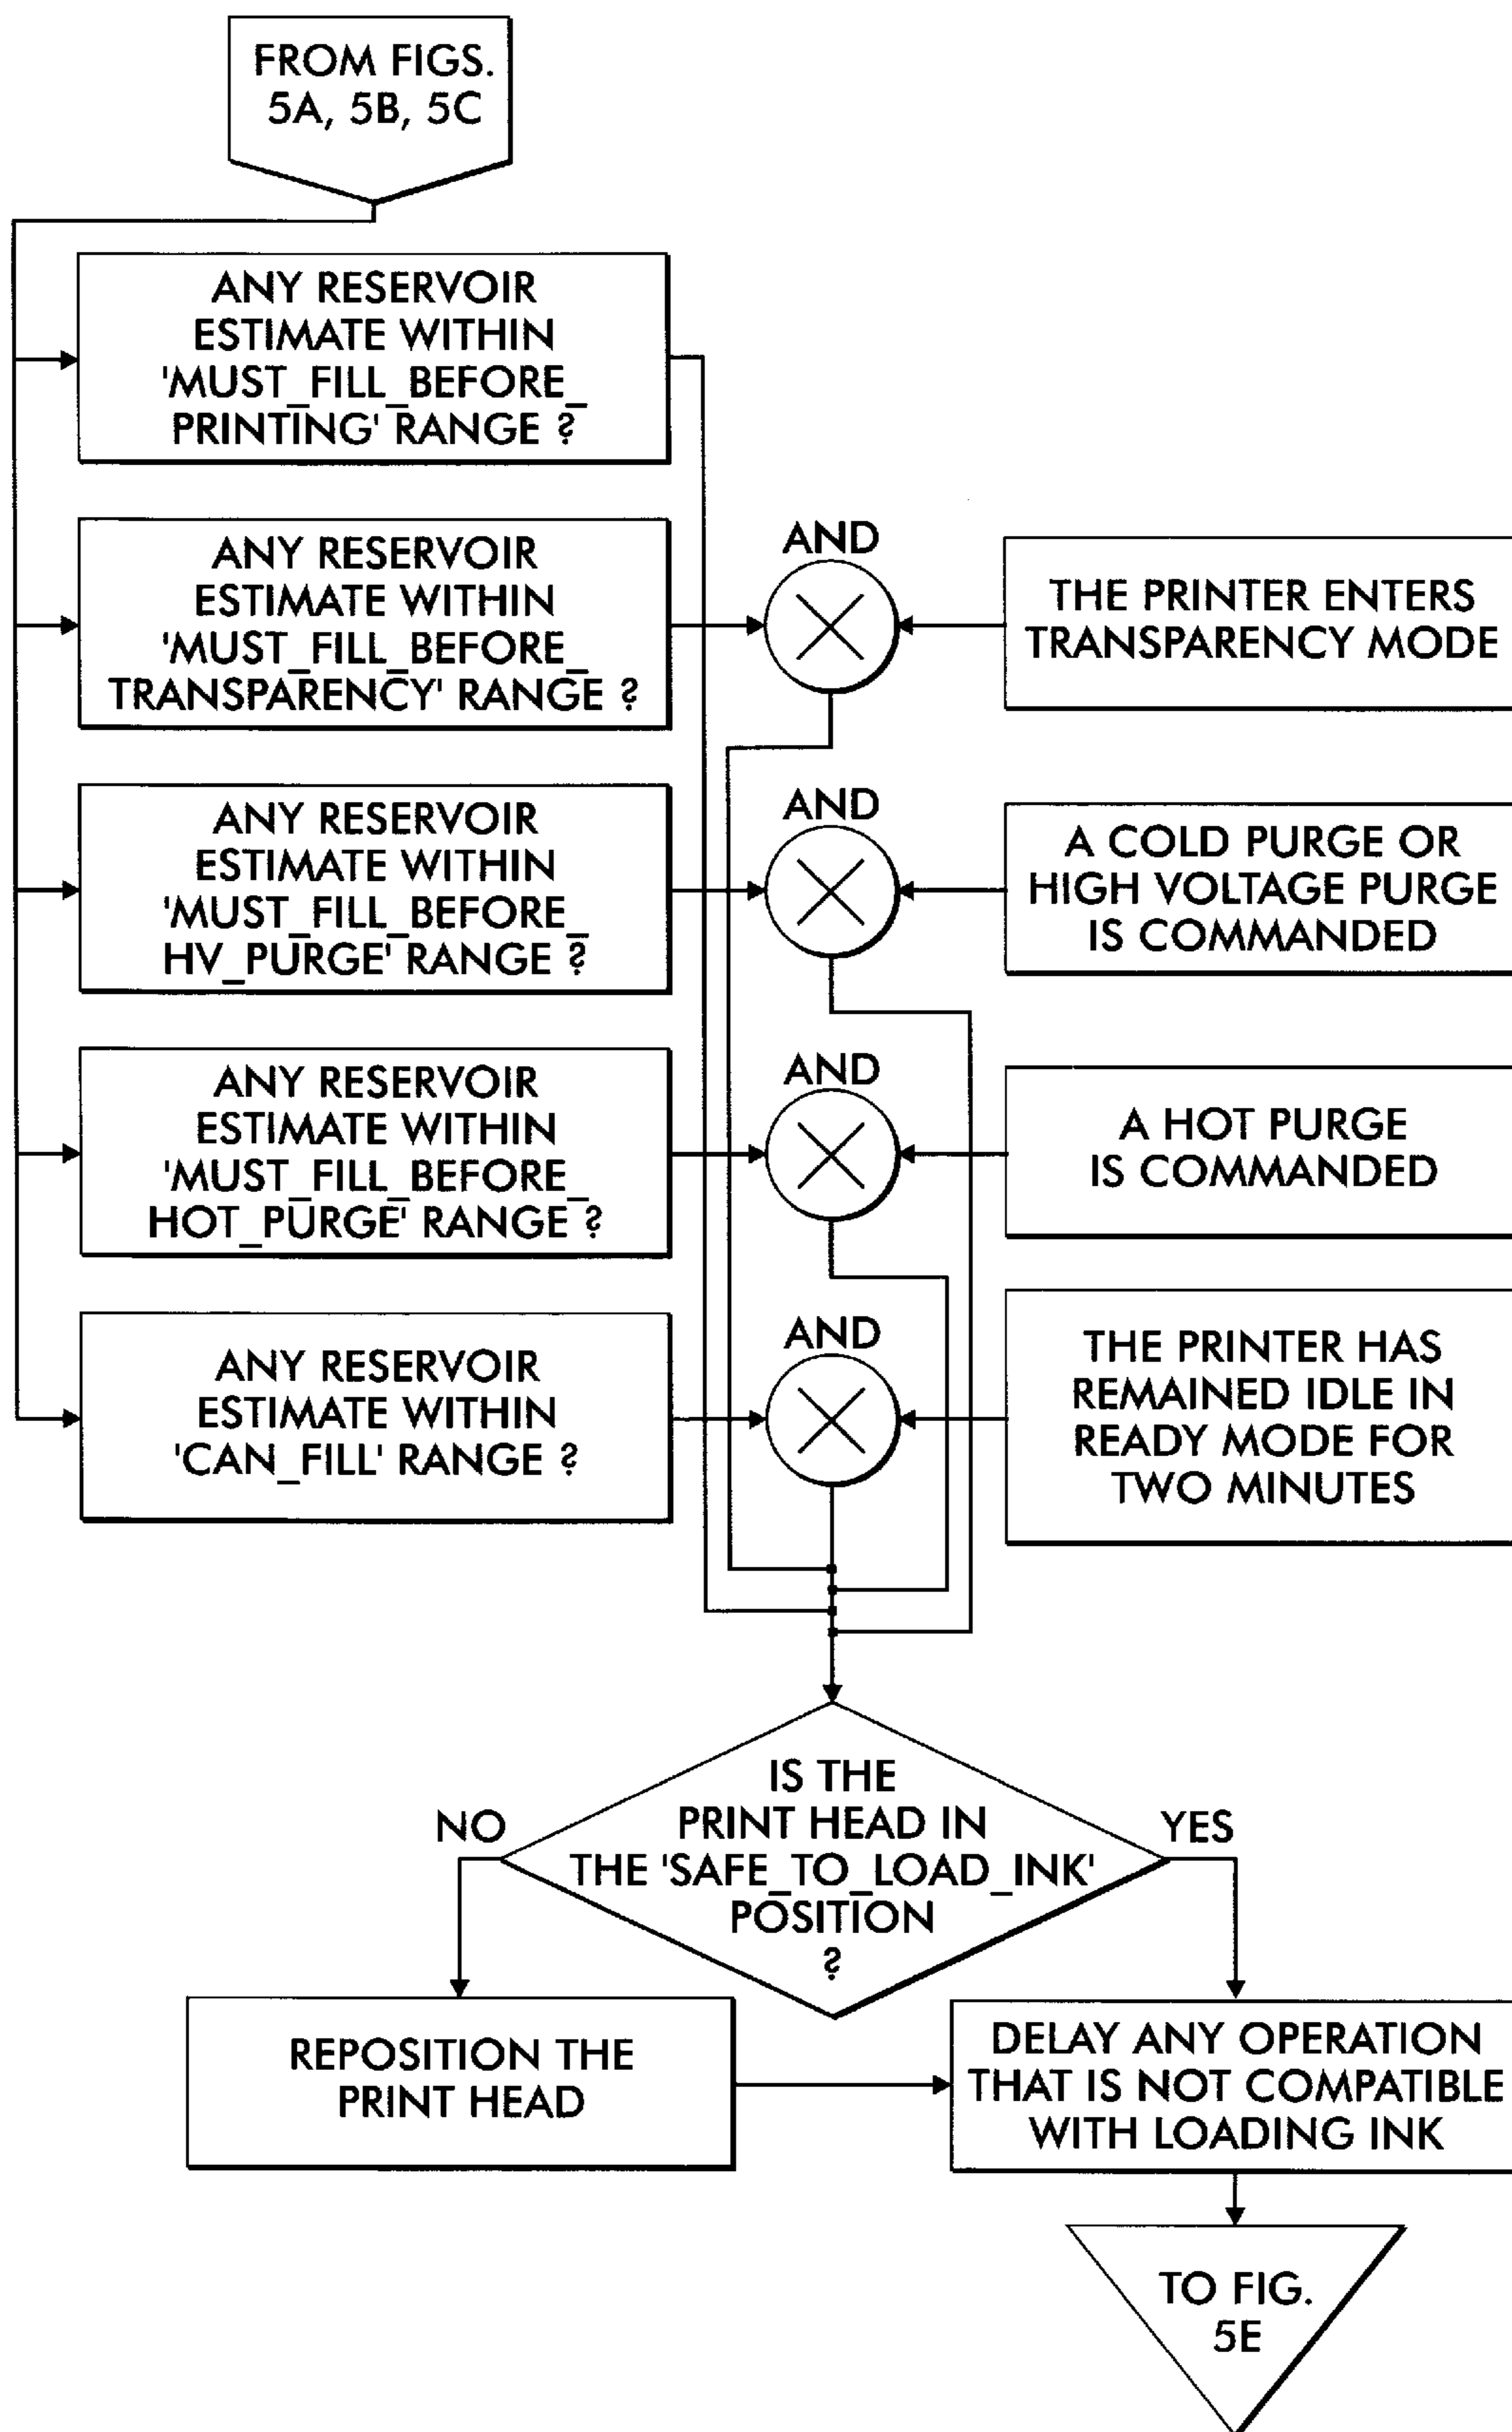 FROM FIGS.
5A, 5B, 5C
ANY RESERVOIR
ESTIMATE WITHIN
'MUST_FILL_BEFORE_
PRINTING' RANGE ?
ANY RESERVOIR
ESTIMATE WITHIN
'MUST_FILL_BEFORE_
TRANSPARENCY' RANGE ?
AND
THE PRINTER ENTERS
TRANSPARENCY MODE
ANY RESERVOIR
ESTIMATE WITHIN
'MUST_FILL_BEFORE_
HV_PURGE' RANGE ?
AND
A COLD PURGE OR
HIGH VOLTAGE PURGE
IS COMMANDED
ANY RESERVOIR
ESTIMATE WITHIN
'MUST_FILL_BEFORE_
HOT_PURGE' RANGE ?
AND
A HOT PURGE
IS COMMANDED
ANY RESERVOIR
ESTIMATE WITHIN
'CAN_FILL' RANGE ?
AND
THE PRINTER HAS
REMAINED IDLE IN
READY MODE FOR
TWO MINUTES
IS THE
PRINT HEAD IN
THE 'SAFE_TO_LOAD_INK'
POSITION
?
NO
YES
REPOSITION THE
PRINT HEAD
DELAY ANY OPERATION
THAT IS NOT COMPATIBLE
WITH LOADING INK
TO FIG.
5E